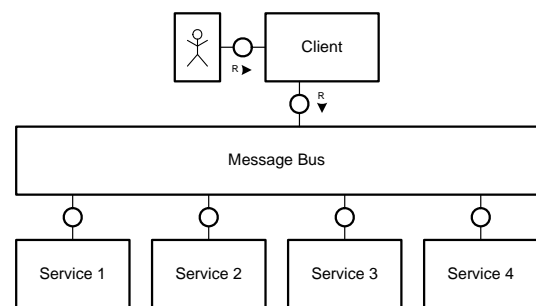 Client
R
R
Message Bus
Service 1
Service 2
Service 3
Service 4